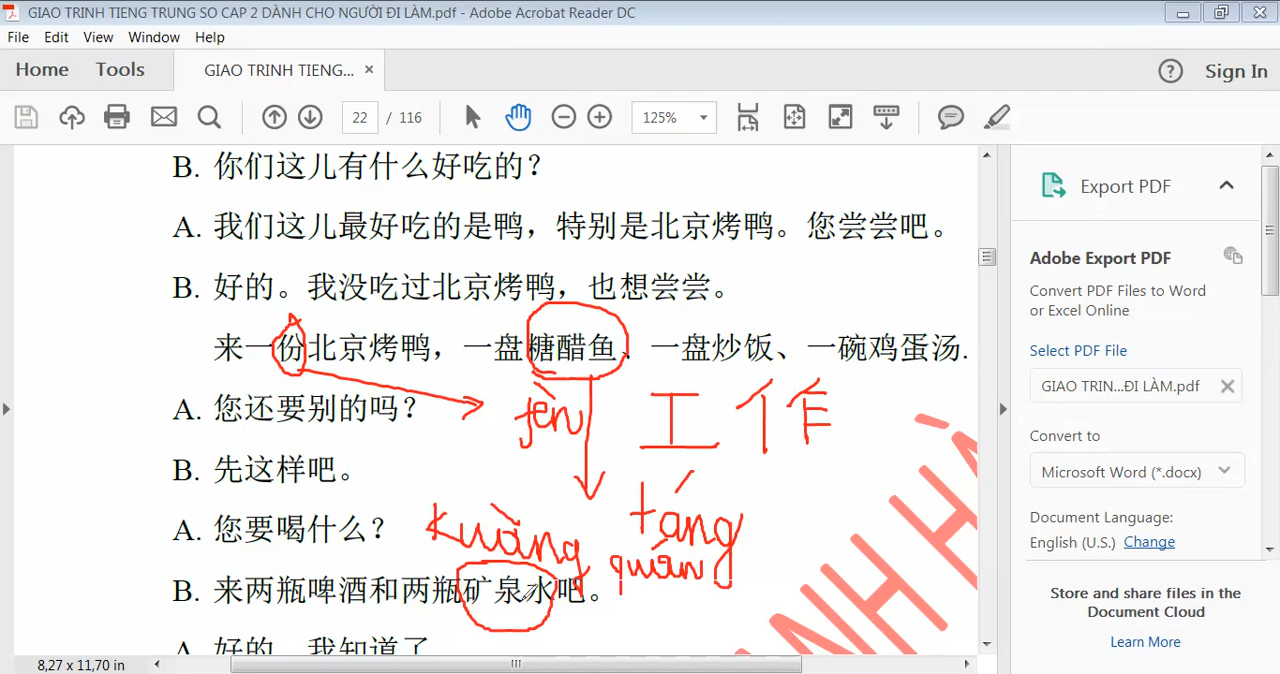 GIAO TRINH TIENG TRUNG SO CAP 2 DÀNH CHO NGƯỜI ĐI LÀM.pdf - Adobe Acrobat Reader DC
File Edit View Window Help
Home Tools GIAO TRINH TIENG... × Sign In
22 / 116 125%
B. 你们这儿有什么好吃的？
A. 我们这儿最好吃的是鸭，特别是北京烤鸭。您尝尝吧。
B. 好的。我没吃过北京烤鸭，也想尝尝。
来一份北京烤鸭，一盘糖醋鱼、一盘炒饭、一碗鸡蛋汤.
A. 您还要别的吗？
fèn 工作
B. 先这样吧。
táng
A. 您要喝什么？
kuàng quán
B. 来两瓶啤酒和两瓶矿泉水吧。
A. 好的，我知道了
8,27 x 11,70 in
Export PDF
Adobe Export PDF
Convert PDF Files to Word
or Excel Online
Select PDF File
GIAO TRIN...ĐI LÀM.pdf
Convert to
Microsoft Word (*.docx)
Document Language:
English (U.S.) Change
Store and share files in the
Document Cloud
Learn More